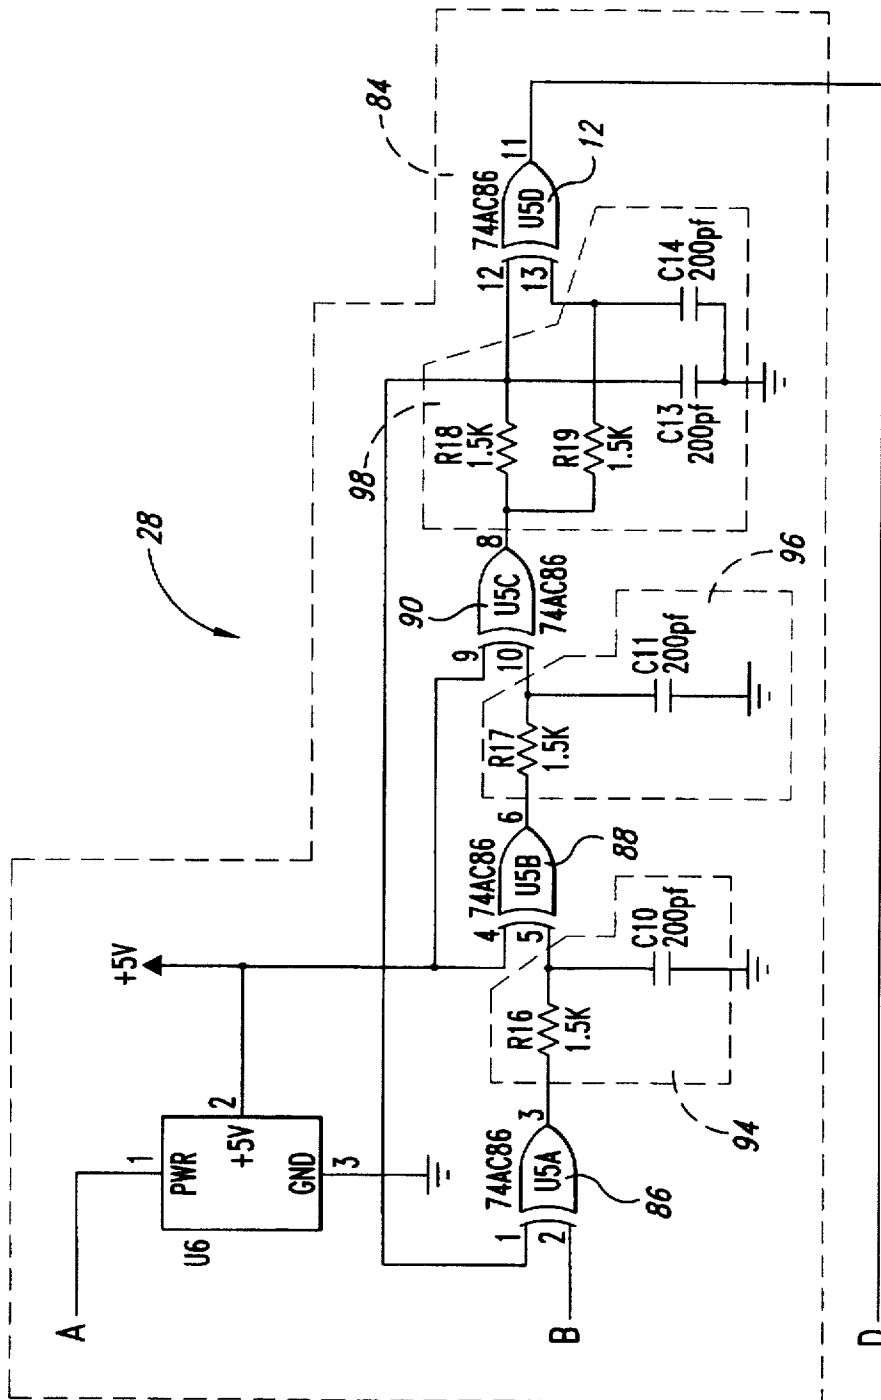 28
84
+5V
A
1
PWR
2
+5V
GND
3
U6
98
R18
1.5K
R19
1.5K
C13
200pf
C14
200pf
12
13
74AC86
U5D
11
12
90
9
10
U5C
8
74AC86
96
R17
1.5K
C11
200pf
74AC86
4
5
U5B
6
88
R16
1.5K
C10
200pf
94
74AC86
1
2
U5A
3
86
B
D